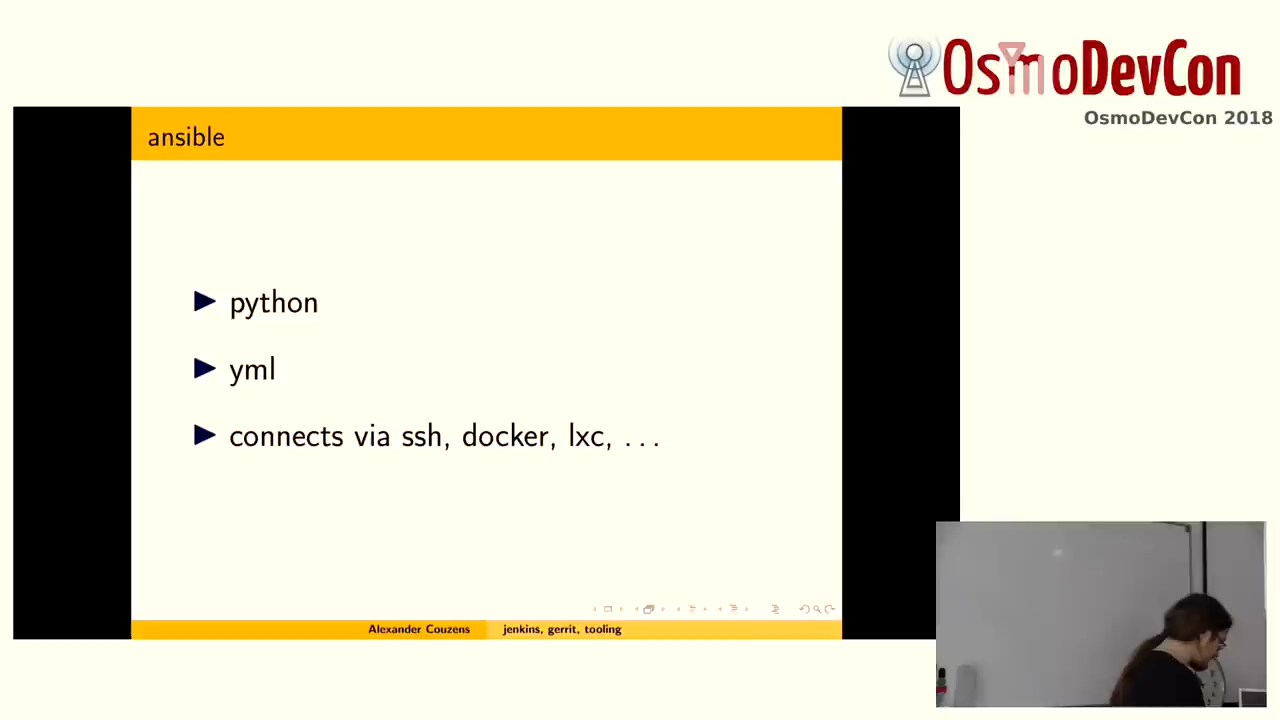 OsmoDevCon
OsmoDevCon 2018
ansible
python
yml
connects via ssh, docker, lxc, . . .
Alexander Couzens
jenkins, gerrit, tooling